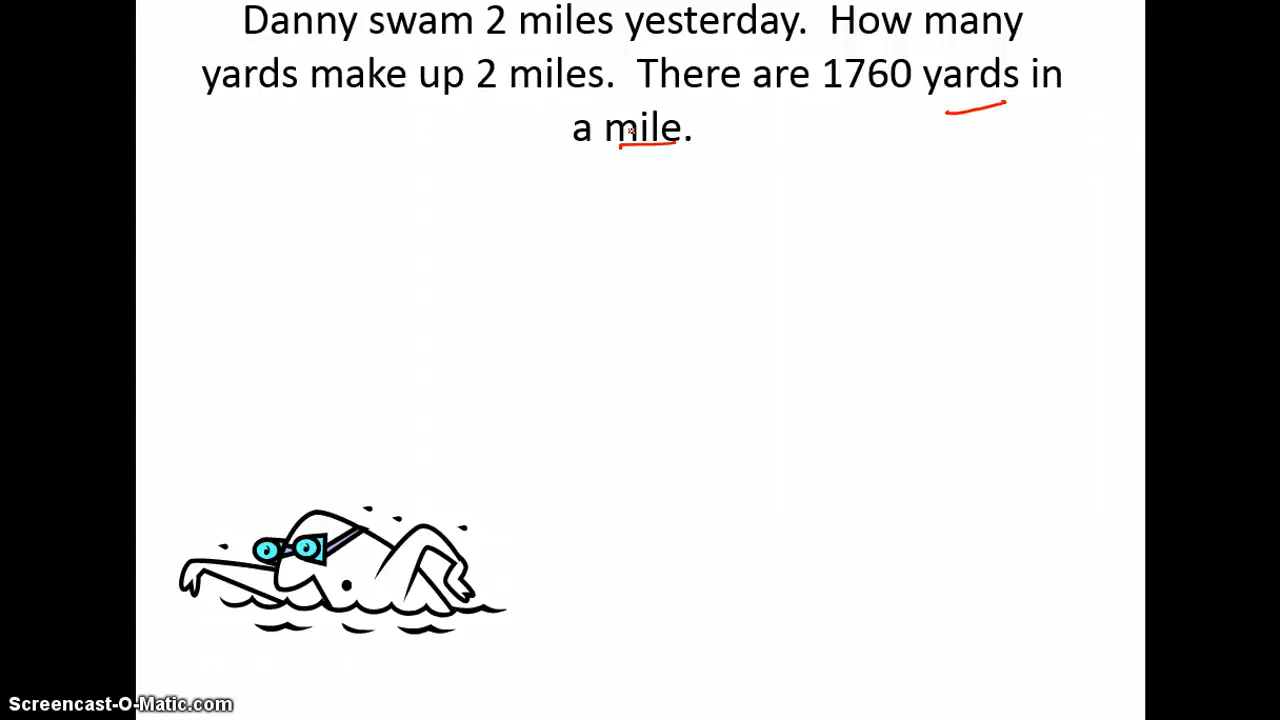 Danny swam 2 miles yesterday.  How many
yards make up 2 miles.  There are 1760 yards in
a mile.
Screencast-O-Matic.com